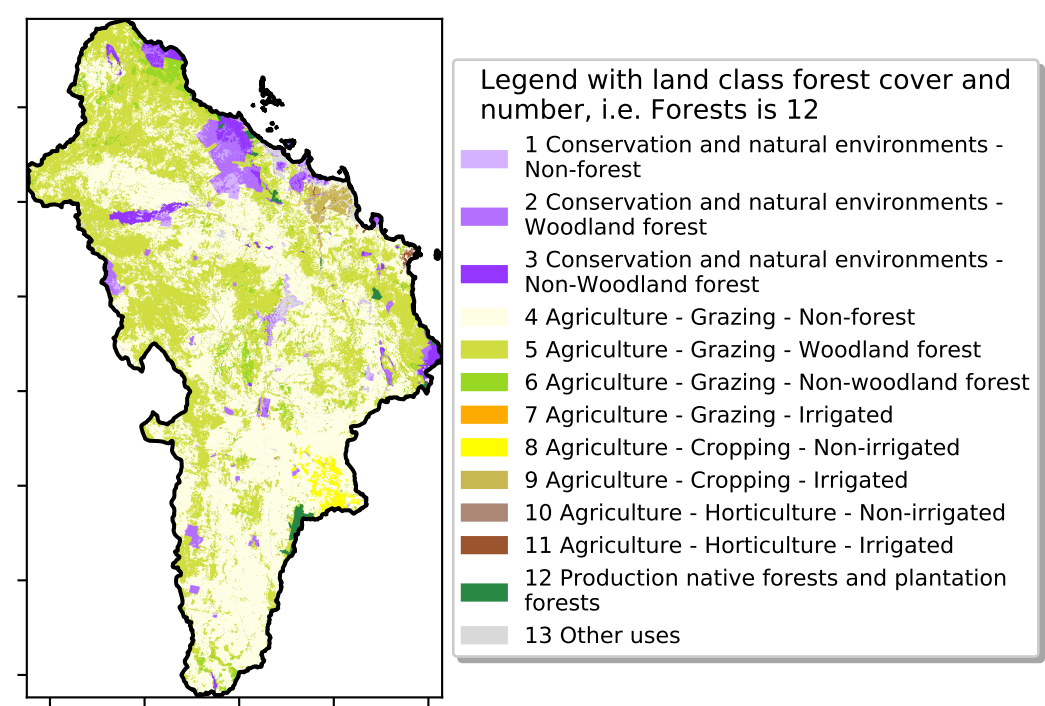 Legend with land class forest cover and
number, i.e. Forests is 12
1 Conservation and natural environments -
Non-forest
2 Conservation and natural environments -
Woodland forest
3 Conservation and natural environments -
Non-Woodland forest
4 Agriculture - Grazing - Non-forest
5 Agriculture - Grazing - Woodland forest
6 Agriculture - Grazing - Non-woodland forest
7 Agriculture - Grazing - Irrigated
8 Agriculture - Cropping - Non-irrigated
9 Agriculture - Cropping - Irrigated
10 Agriculture - Horticulture - Non-irrigated
11 Agriculture - Horticulture - Irrigated
12 Production native forests and plantation
forests
13 Other uses